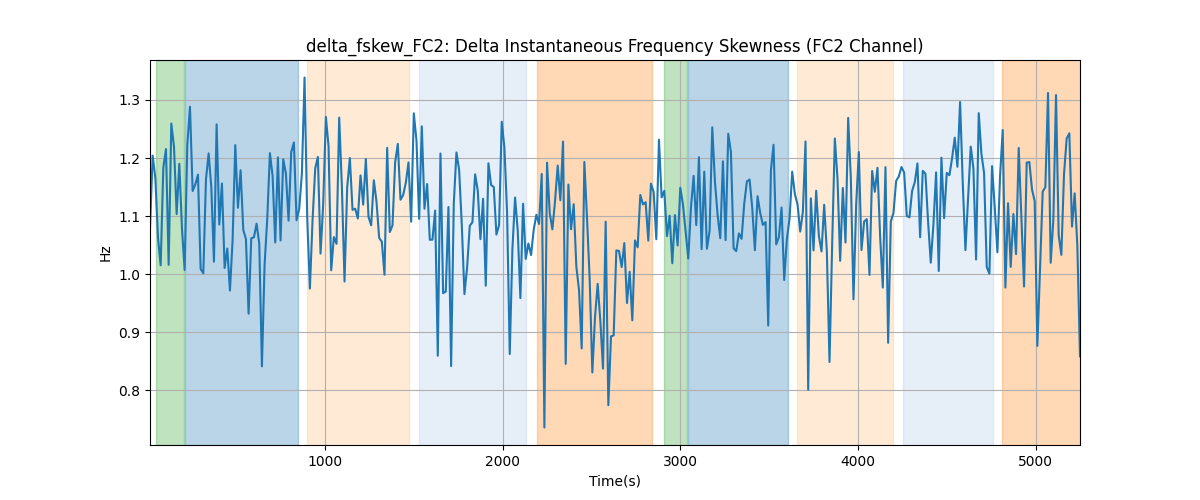 delta_fskew_FC2: Delta Instantaneous Frequency Skewness (FC2 Channel)
1.3
1.2
1.1
1.0
0.9
0.8
Hz
1000 2000 3000 4000 5000
Time(s)